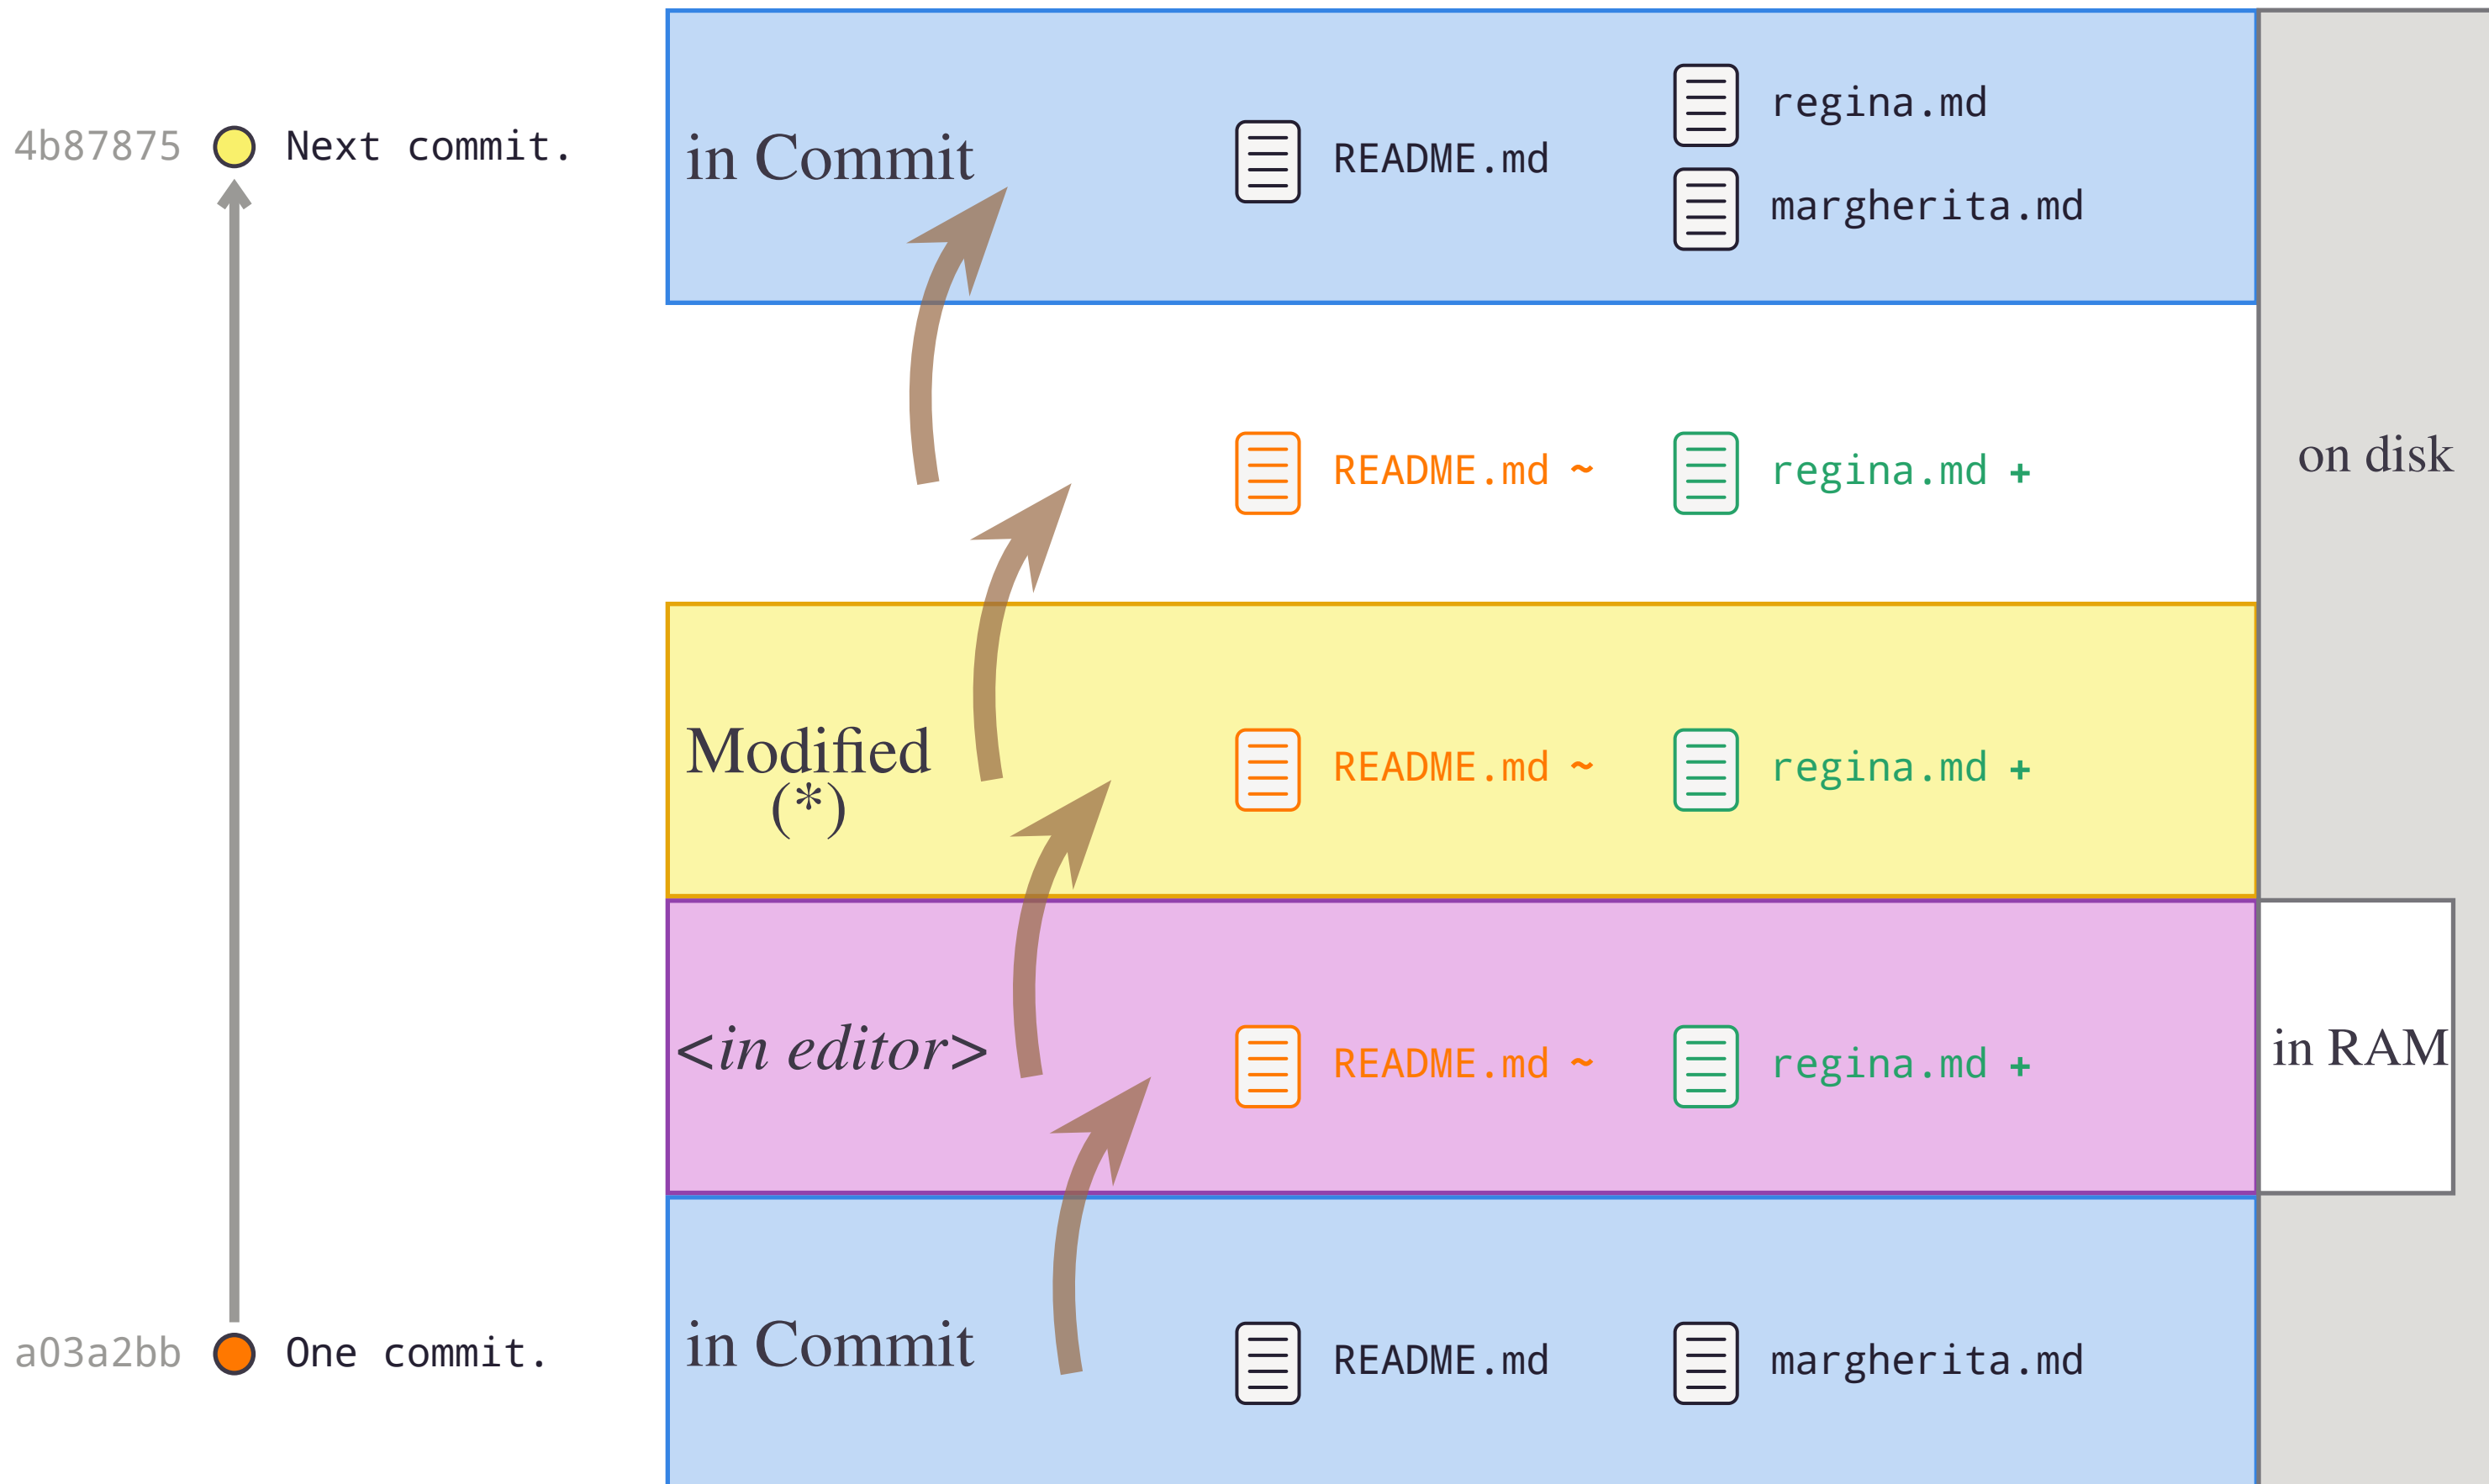 4b87875 Next commit.
in Commit
README.md
regina.md
margherita.md
README.md ~
regina.md +
on disk
Modified
(*)
README.md ~
regina.md +
<in editor>
README.md ~
regina.md +
in RAM
a03a2bb One commit.
in Commit
README.md
margherita.md